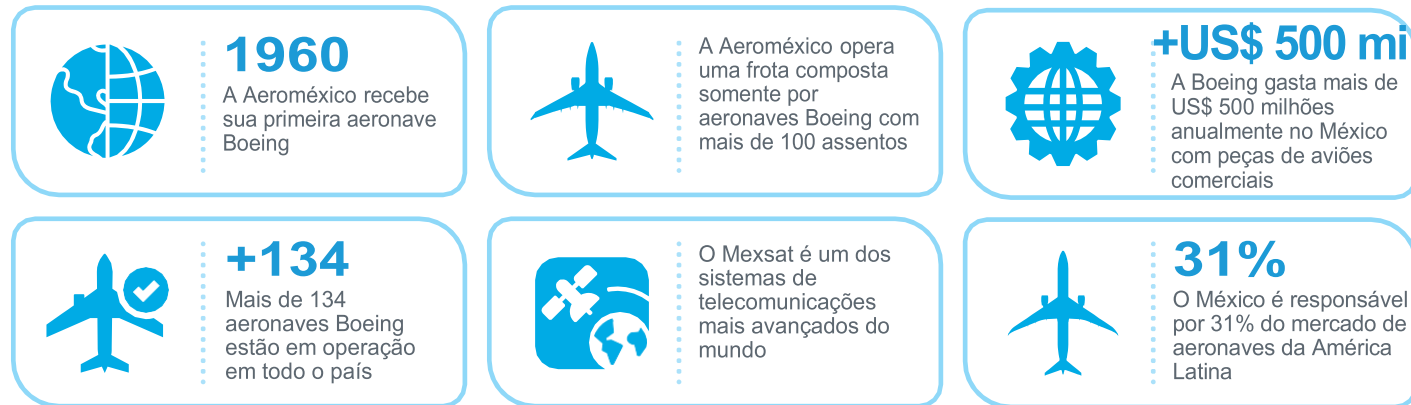 1960
A Aeroméxico recebe
sua primeira aeronave
Boeing
A Aeroméxico opera
uma frota composta
somente por
aeronaves Boeing com
mais de 100 assentos
+US$ 500 mi
A Boeing gasta mais de
US$ 500 milhões
anualmente no México
com peças de aviões
comerciais
+134
Mais de 134
aeronaves Boeing
estão em operação
em todo o país
O Mexsat é um dos
sistemas de
telecomunicações
mais avançados do
mundo
31%
O México é responsável
por 31% do mercado de
aeronaves da América
Latina